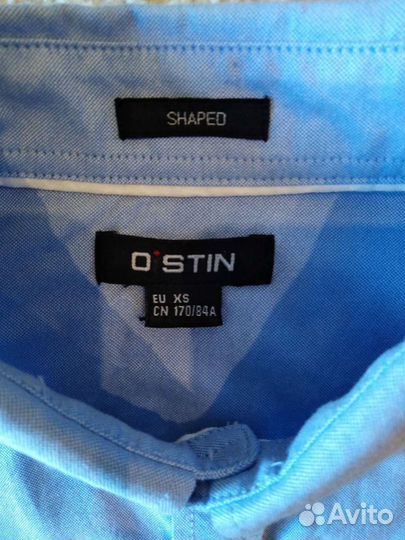 SHAPED
O'STIN
EU XS
CN 170/84A
Avito